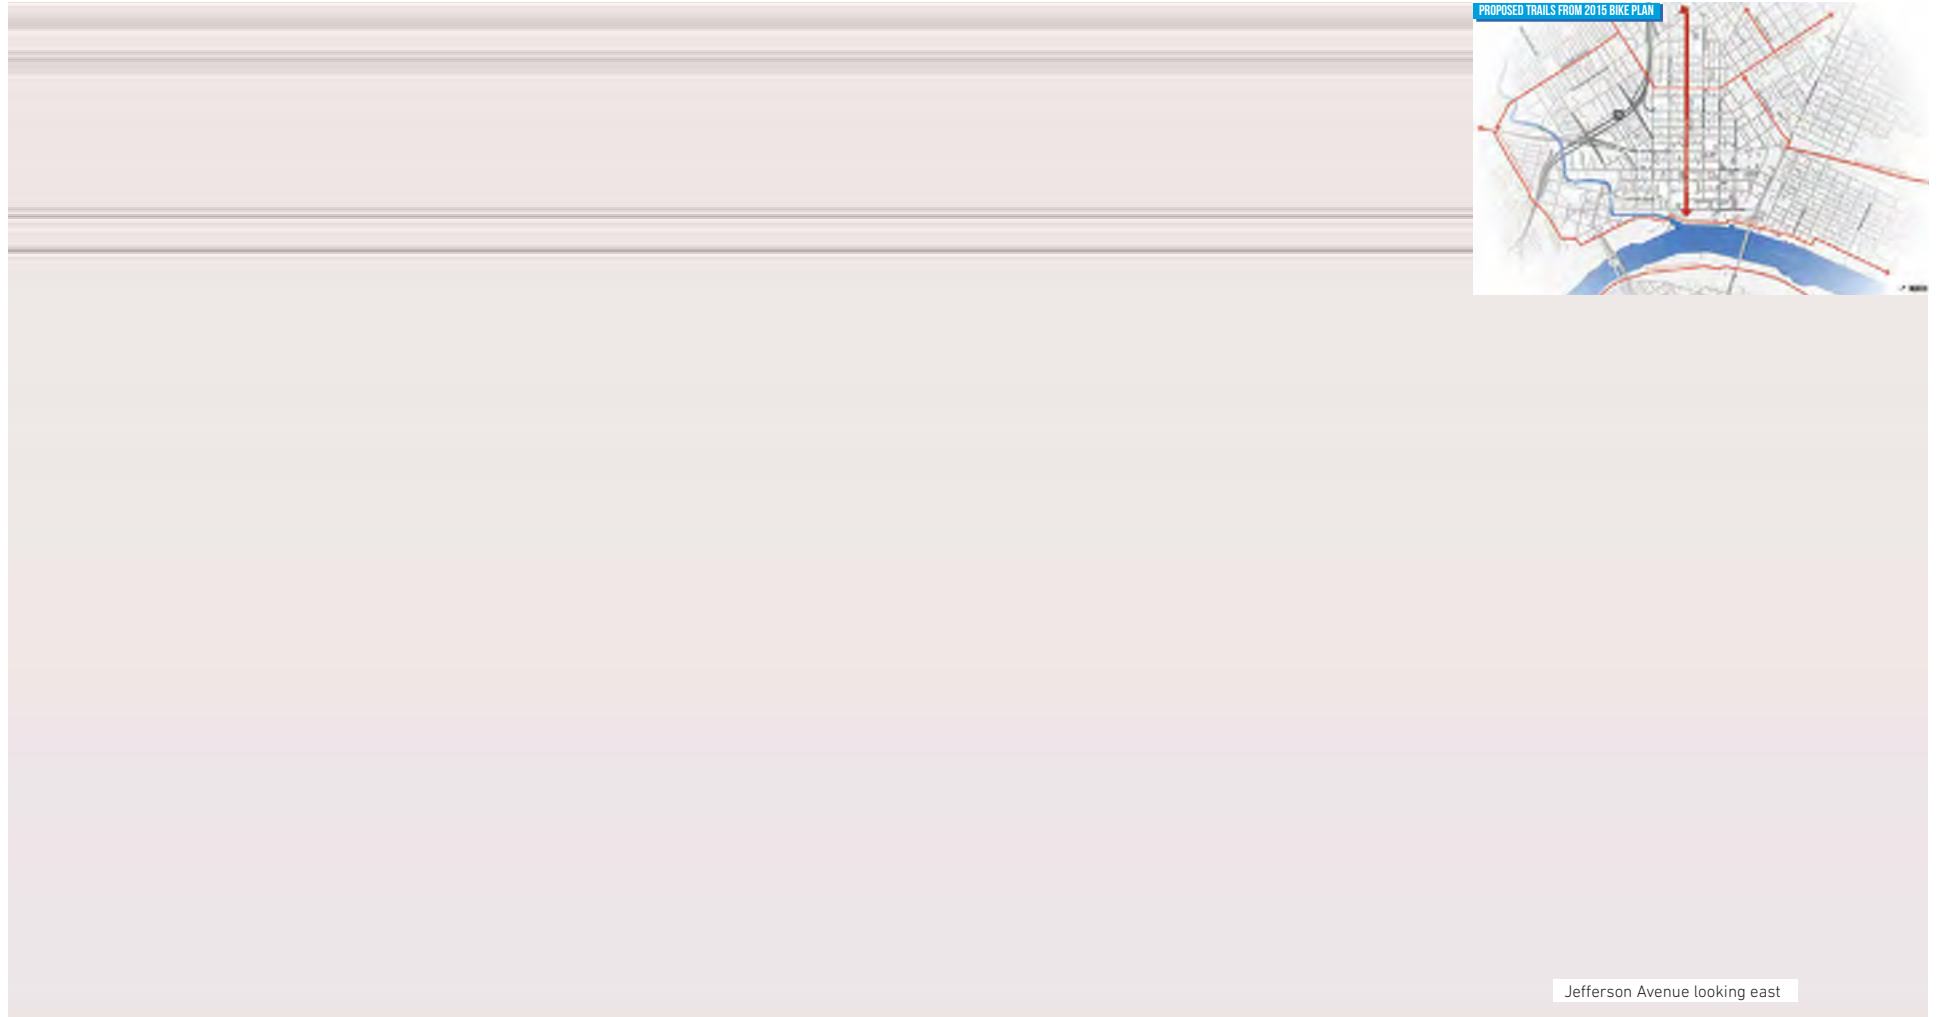 PROPOSED TRAILS FROM 2015 BIKE PLAN
Jefferson Avenue looking east